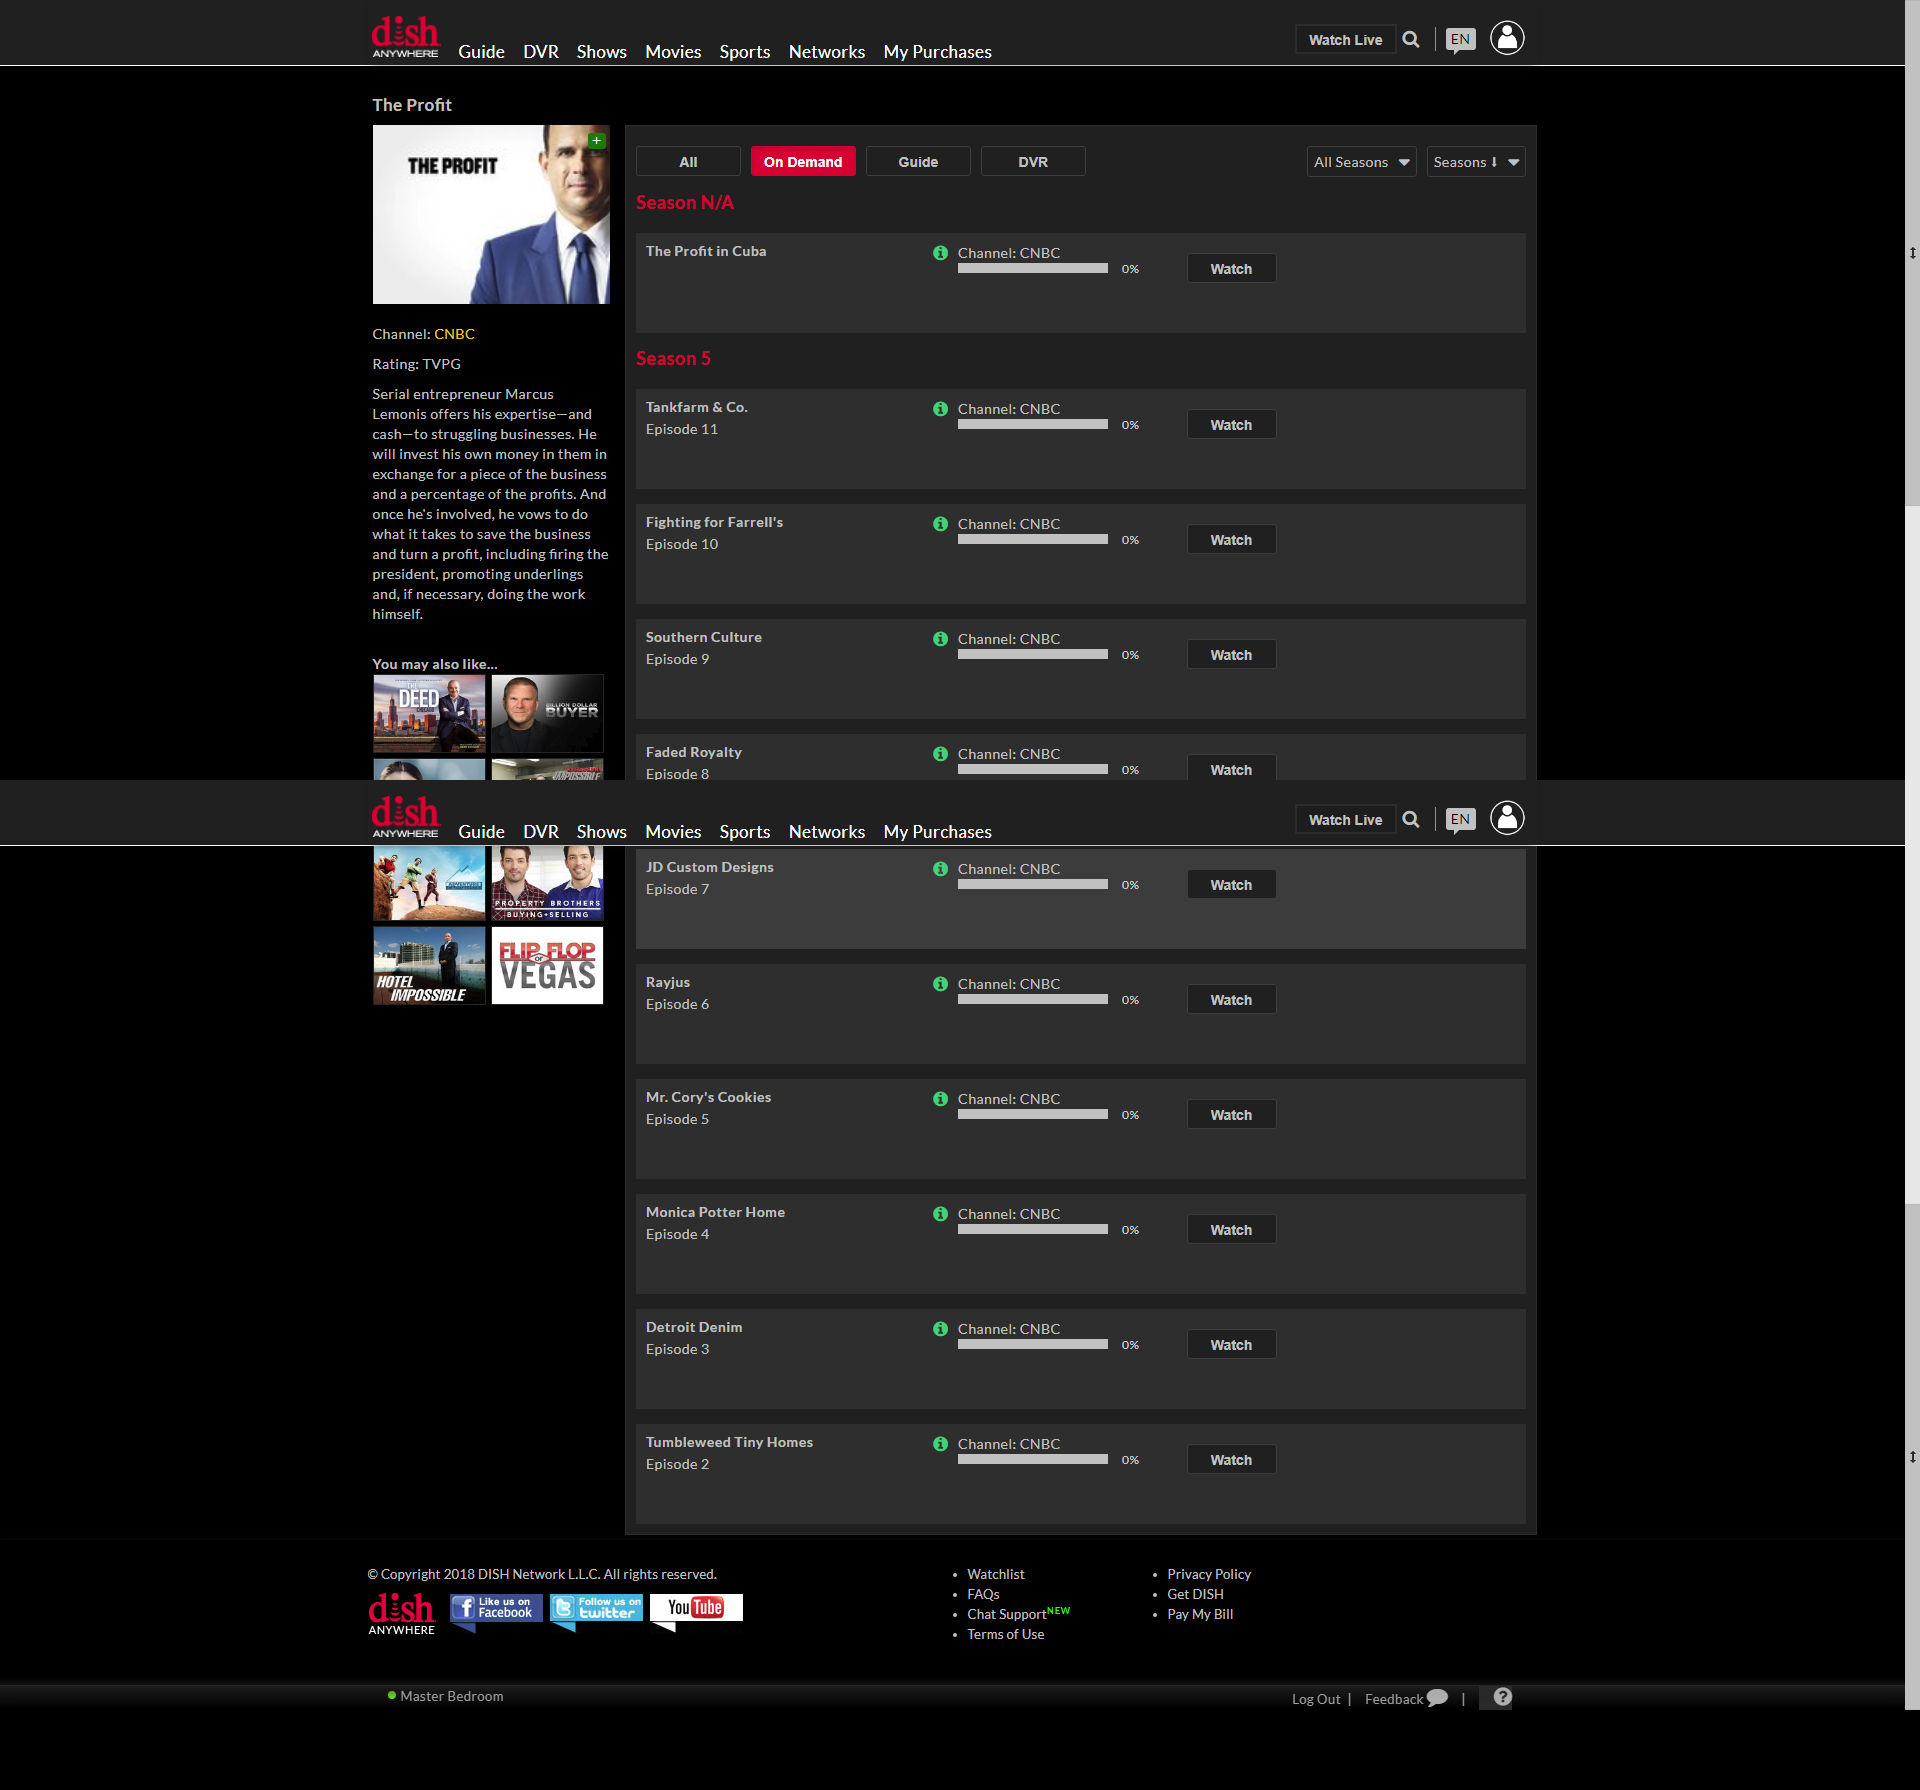 dish
ANYWHERE
Guide DVR Shows Movies Sports Networks My Purchases
Watch Live
EN
The Profit
THE PROFIT
+
Channel: CNBC
Rating: TVPG
Serial entrepreneur Marcus
Lemonis offers his expertise—and
cash—to struggling businesses. He
will invest his own money in them in
exchange for a piece of the business
and a percentage of the profits. And
once he's involved, he vows to do
what it takes to save the business
and turn a profit, including firing the
president, promoting underlings
and, if necessary, doing the work
himself.
You may also like...
THE
DEED
BILLION DOLLAR
BUYER
IMPOSSIBLE
All On Demand Guide DVR
All Seasons Seasons
Season N/A
The Profit in Cuba
Channel: CNBC
0%
Watch
Season 5
Tankfarm & Co.
Episode 11
Channel: CNBC
0%
Watch
Fighting for Farrell's
Episode 10
Channel: CNBC
0%
Watch
Southern Culture
Episode 9
Channel: CNBC
0%
Watch
Faded Royalty
Episode 8
Channel: CNBC
0%
Watch
dish
ANYWHERE
Guide DVR Shows Movies Sports Networks My Purchases
Watch Live
EN
PROPERTY BROTHERS
BUYING+SELLING
HOTEL
IMPOSSIBLE
FLIP OR FLOP
VEGAS
JD Custom Designs
Episode 7
Channel: CNBC
0%
Watch
Rayjus
Episode 6
Channel: CNBC
0%
Watch
Mr. Cory's Cookies
Episode 5
Channel: CNBC
0%
Watch
Monica Potter Home
Episode 4
Channel: CNBC
0%
Watch
Detroit Denim
Episode 3
Channel: CNBC
0%
Watch
Tumbleweed Tiny Homes
Episode 2
Channel: CNBC
0%
Watch
© Copyright 2018 DISH Network L.L.C. All rights reserved.
dish
ANYWHERE
f Like us on
Facebook
Follow us on
twitter
YouTube
• Watchlist
• FAQs
• Chat Support NEW
• Terms of Use
• Privacy Policy
• Get DISH
• Pay My Bill
Master Bedroom
Log Out | Feedback | ?